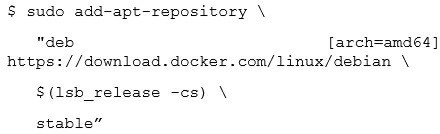 $ sudo add-apt-repository \
"deb [arch=amd64]
https://download.docker.com/linux/debian \
$(lsb_release -cs) \
stable”